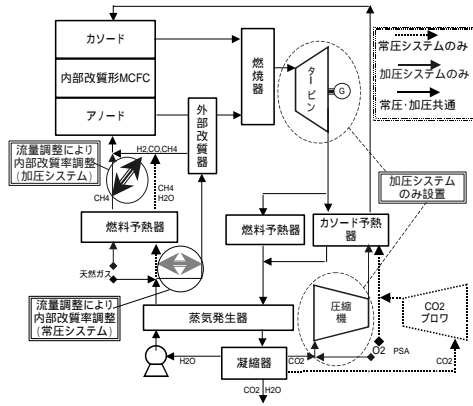 カソード
内部改質形MCFC
アノード
燃焼器
タービン
G
常圧システムのみ
加圧システムのみ
常圧・加圧共通
外部改質器
H2,CO,CH4
流量調整により
内部改質率調整
(加圧システム)
CH4
CH4
H2O
加圧システム
のみ設置
燃料予熱器
燃料予熱器
カソード予熱
器
天然ガス
流量調整により
内部改質率調整
(常圧システム)
蒸気発生器
圧縮
機
CO2
ブロワ
O2
PSA
H2O
凝縮器
CO2
CO2
CO2
H2O